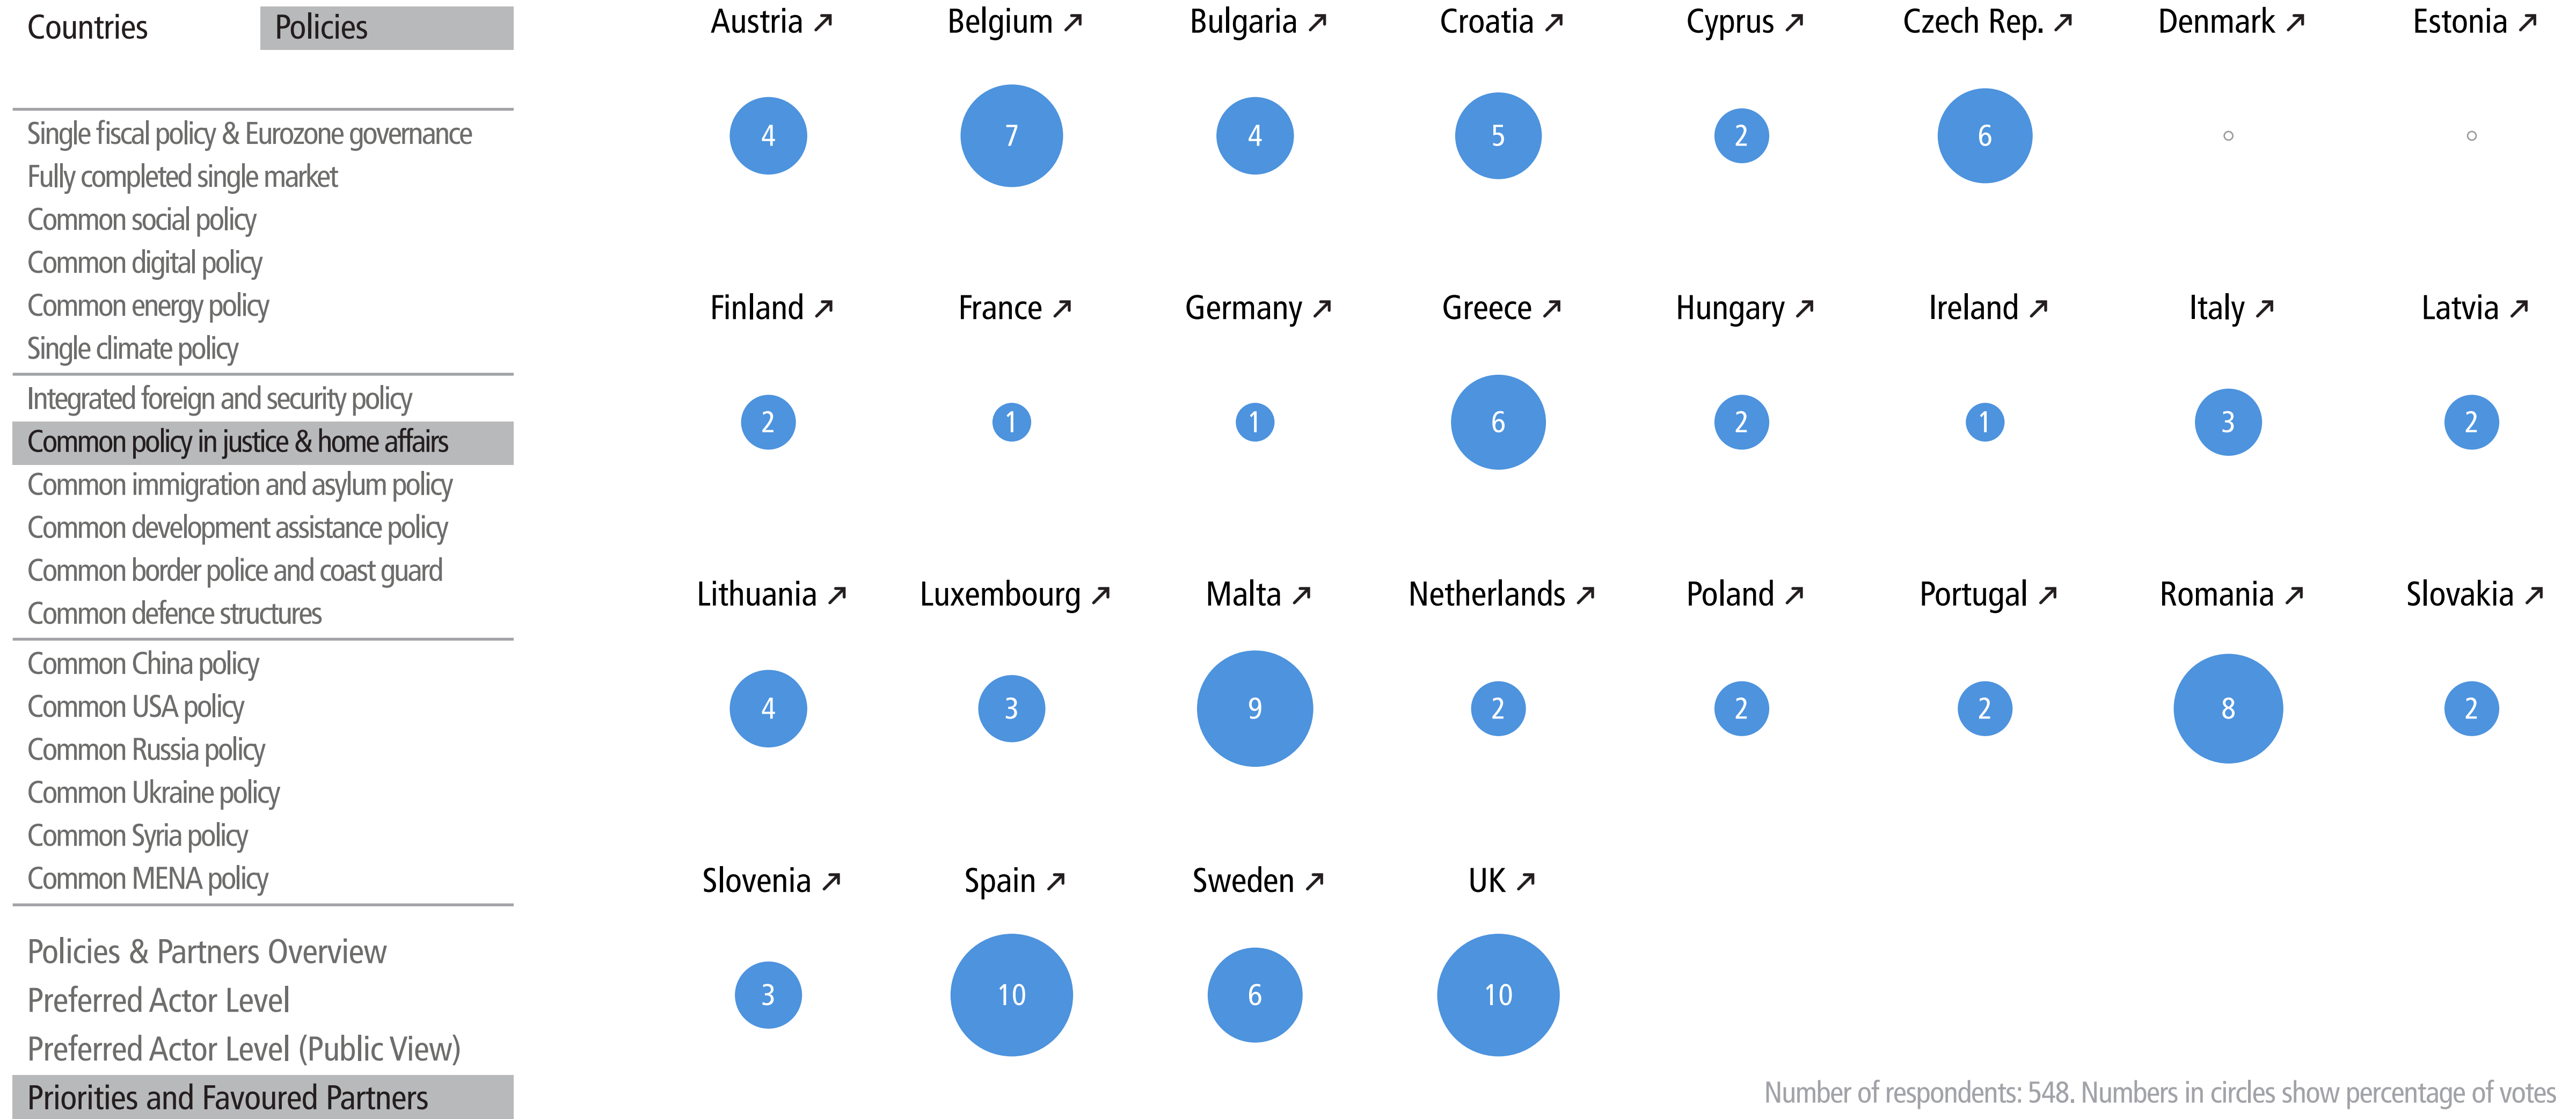 Countries Policies
Single fiscal policy & Eurozone governance
Fully completed single market
Common social policy
Common digital policy
Common energy policy
Single climate policy
Integrated foreign and security policy
Common policy in justice & home affairs
Common immigration and asylum policy
Common development assistance policy
Common border police and coast guard
Common defence structures
Common China policy
Common USA policy
Common Russia policy
Common Ukraine policy
Common Syria policy
Common MENA policy
Policies & Partners Overview
Preferred Actor Level
Preferred Actor Level (Public View)
Priorities and Favoured Partners
Austria ↗ Belgium ↗ Bulgaria ↗ Croatia ↗ Cyprus ↗ Czech Rep. ↗ Denmark ↗ Estonia ↗
4 7 4 5 2 6
Finland ↗ France ↗ Germany ↗ Greece ↗ Hungary ↗ Ireland ↗ Italy ↗ Latvia ↗
2 1 1 6 2 1 3 2
Lithuania ↗ Luxembourg ↗ Malta ↗ Netherlands ↗ Poland ↗ Portugal ↗ Romania ↗ Slovakia ↗
4 3 9 2 2 2 8 2
Slovenia ↗ Spain ↗ Sweden ↗ UK ↗
3 10 6 10
Number of respondents: 548. Numbers in circles show percentage of votes